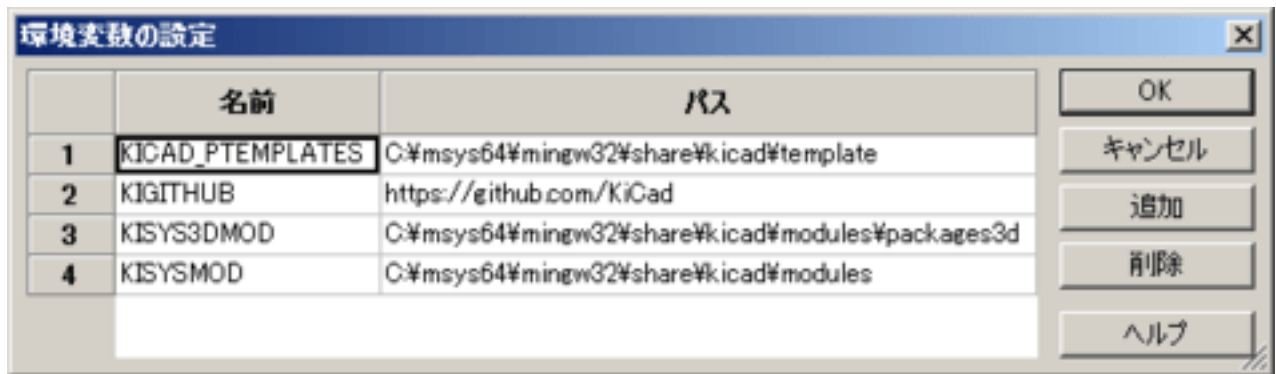 環境変数の設定
名前 パス OK
1 KICAD_PTEMPLATES C:¥msys64¥mingw32¥share¥kicad¥template キャンセル
2 KIGITHUB https://github.com/KiCad 追加
3 KISYS3DMOD C:¥msys64¥mingw32¥share¥kicad¥modules¥packages3d
4 KISYSMOD C:¥msys64¥mingw32¥share¥kicad¥modules 削除
ヘルプ